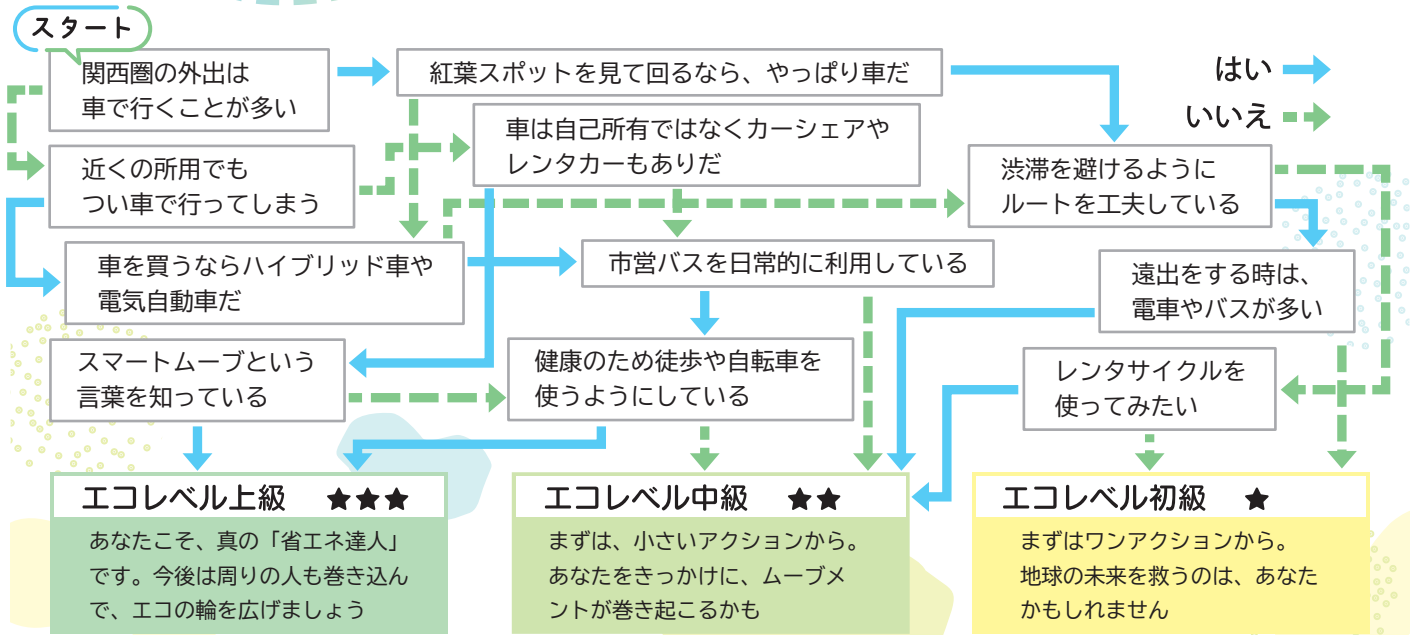 スタート
関西圏の外出は
車で行くことが多い
紅葉スポットを見て回るなら、やっぱり車だ
はい
いいえ
車は自己所有ではなくカーシェアや
レンタカーもありだ
近くの所用でも
つい車で行ってしまう
渋滞を避けるように
ルートを工夫している
車を買うならハイブリッド車や
電気自動車だ
市営バスを日常的に利用している
遠出をする時は、
電車やバスが多い
スマートムーブという
言葉を知っている
健康のため徒歩や自転車を
使うようにしている
レンタサイクルを
使ってみたい
エコレベル上級 ★★★
あなたこそ、真の「省エネ達人」
です。今後は周りの人も巻き込ん
で、エコの輪を広げましょう
エコレベル中級 ★★
まずは、小さいアクションから。
あなたをきっかけに、ムーブメ
ントが巻き起こるかも
エコレベル初級 ★
まずはワンアクションから。
地球の未来を救うのは、あなた
かもしれません